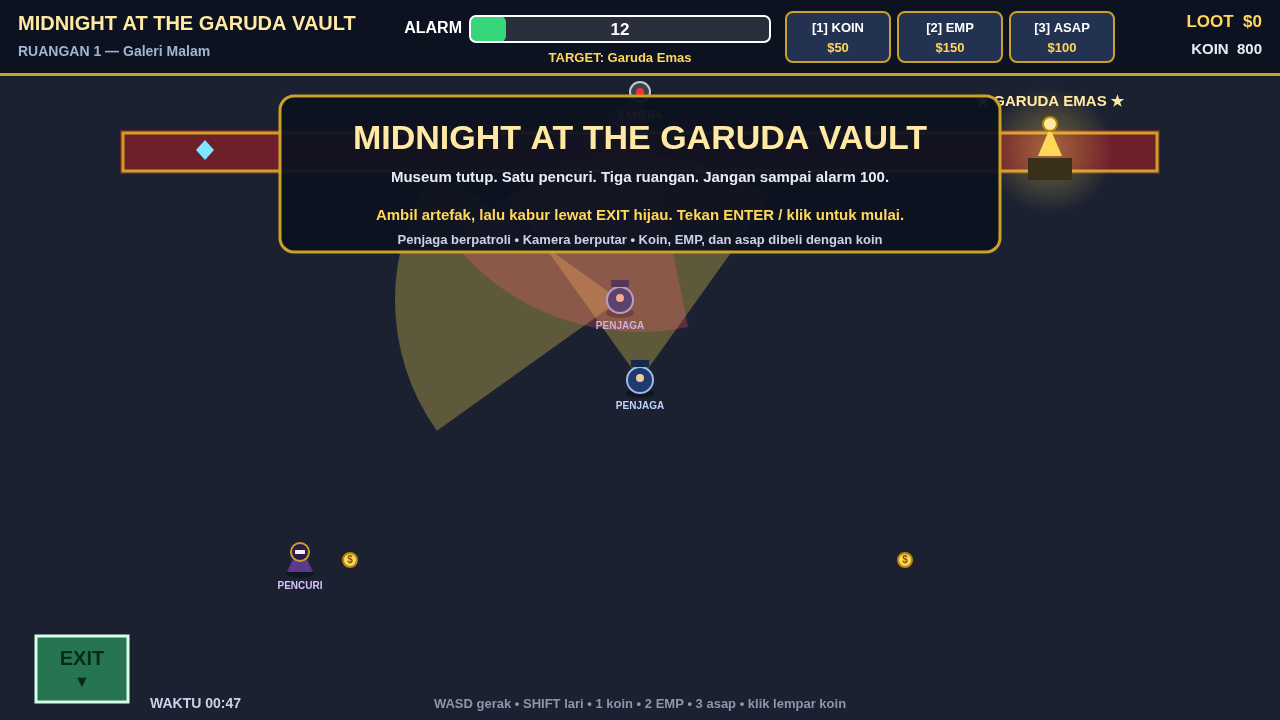 MIDNIGHT AT THE GARUDA VAULT
RUANGAN 1 — Galeri Malam
ALARM 12
TARGET: Garuda Emas
[1] KOIN
$50
[2] EMP
$150
[3] ASAP
$100
LOOT $0
KOIN 800
★ GARUDA EMAS ★
MIDNIGHT AT THE GARUDA VAULT
Museum tutup. Satu pencuri. Tiga ruangan. Jangan sampai alarm 100.
Ambil artefak, lalu kabur lewat EXIT hijau. Tekan ENTER / klik untuk mulai.
Penjaga berpatroli • Kamera berputar • Koin, EMP, dan asap dibeli dengan koin
PENJAGA
PENJAGA
PENCURI
$
$
EXIT
▼
WAKTU 00:47
WASD gerak • SHIFT lari • 1 koin • 2 EMP • 3 asap • klik lempar koin